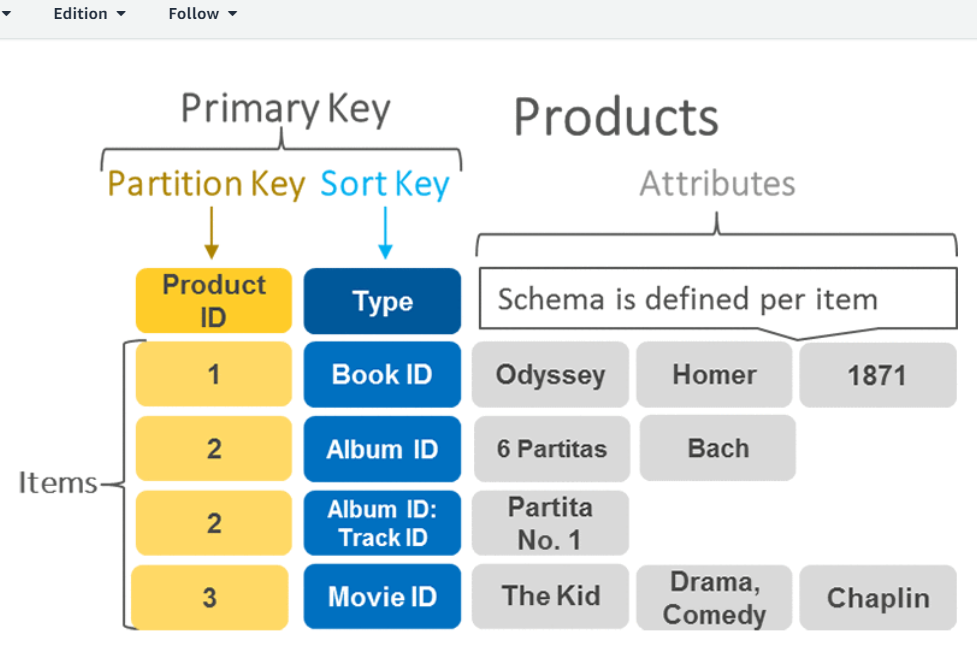 Edition
Follow
Primary Key
Products
Partition Key
Sort Key
Attributes
Product
ID
Type
Schema is defined per item
Items
1
Book ID
Odyssey
Homer
1871
2
Album ID
6 Partitas
Bach
2
Album ID:
Track ID
Partita
No. 1
3
Movie ID
The Kid
Drama,
Comedy
Chaplin